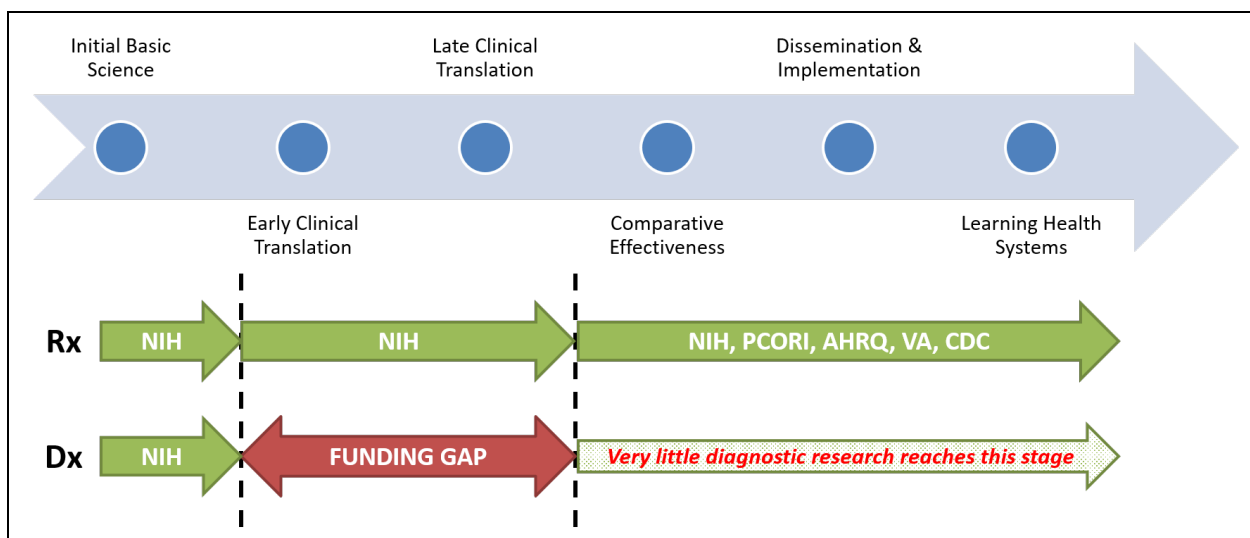 Initial Basic
Science
Late Clinical
Translation
Dissemination &
Implementation
Early Clinical
Translation
Comparative
Effectiveness
Learning Health
Systems
Rx
NIH
NIH
NIH, PCORI, AHRQ, VA, CDC
Dx
NIH
FUNDING GAP
Very little diagnostic research reaches this stage